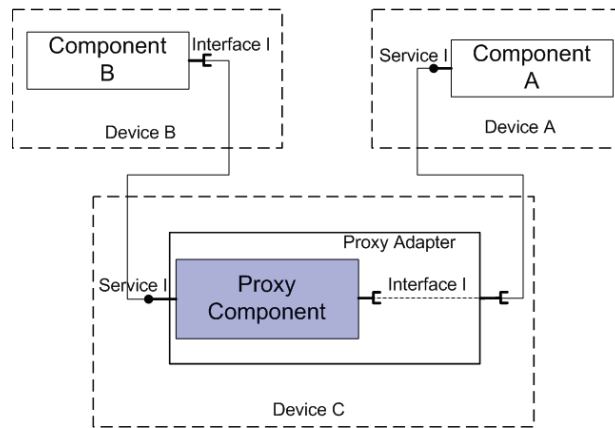 Component
B
Interface I
Device B
Service I
Component
A
Device A
Proxy Adapter
Service I
Proxy
Component
Interface I
Device C